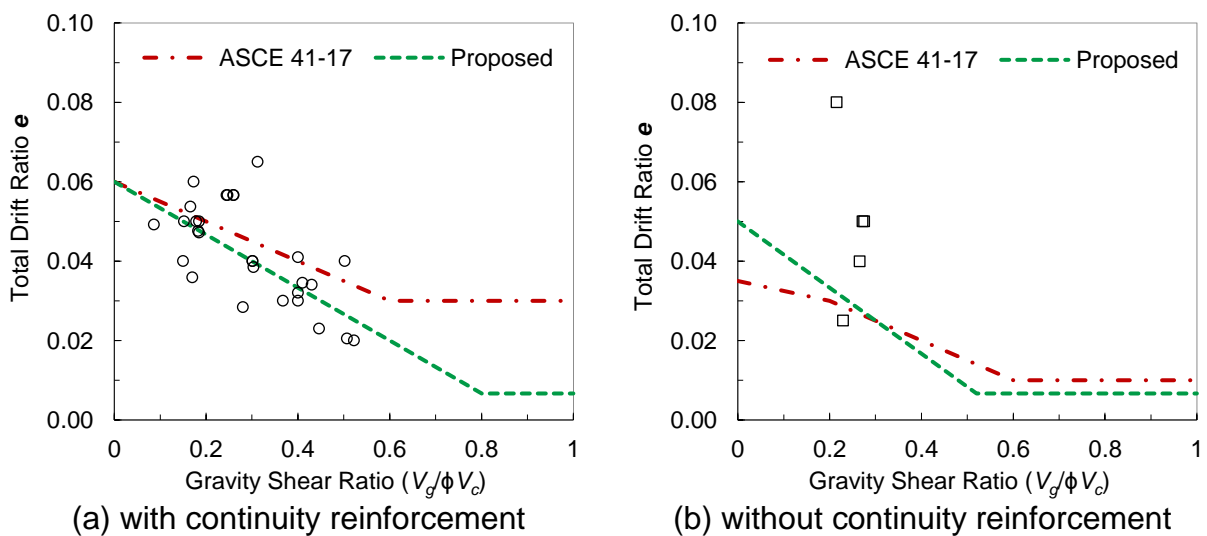 0.10
0.08
0.06
0.04
0.02
0.00
Total Drift Ratio e
ASCE 41-17
Proposed
0
0.2
0.4
0.6
0.8
1
Gravity Shear Ratio (Vg/ϕVc)
(a) with continuity reinforcement
0.10
0.08
0.06
0.04
0.02
0.00
Total Drift Ratio e
ASCE 41-17
Proposed
0
0.2
0.4
0.6
0.8
1
Gravity Shear Ratio (Vg/ϕVc)
(b) without continuity reinforcement